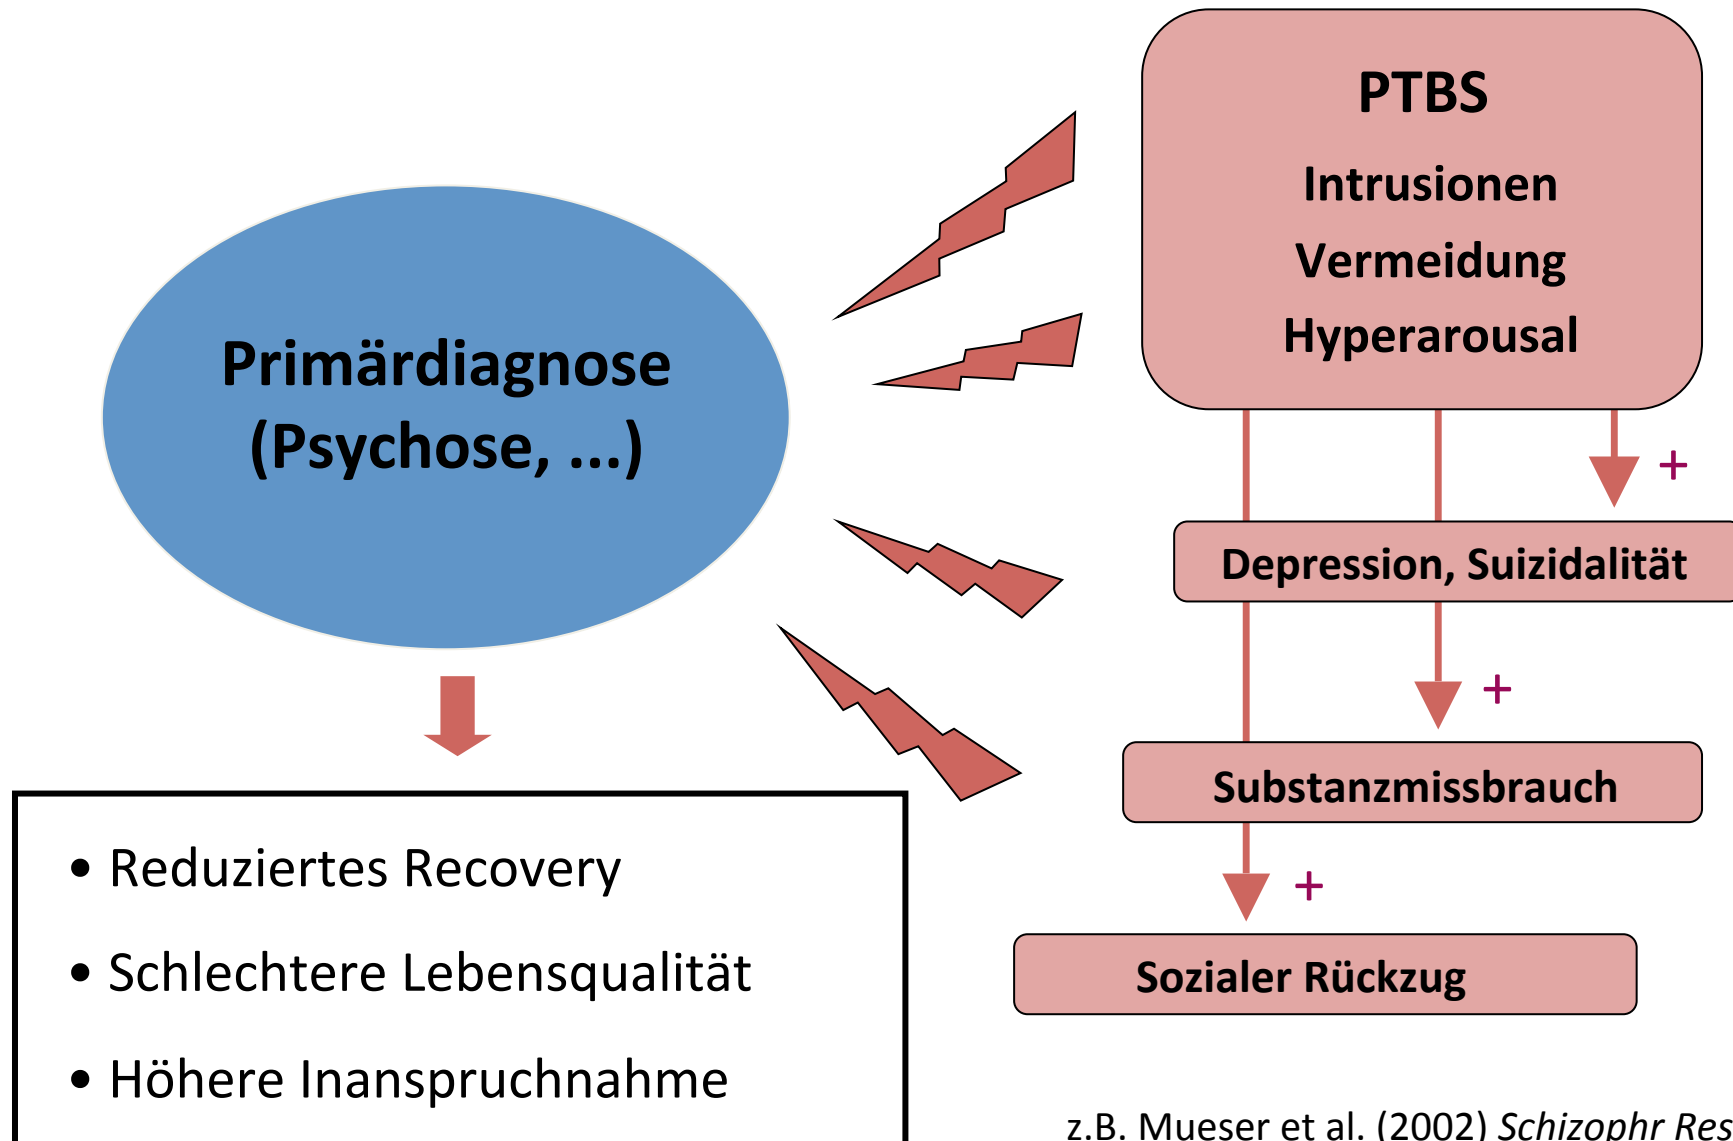 PTBS
Intrusionen
Vermeidung
Hyperarousal
Primärdiagnose
(Psychose, ...)
+
Depression, Suizidalität
+
Substanzmissbrauch
+
Sozialer Rückzug
• Reduziertes Recovery
• Schlechtere Lebensqualität
• Höhere Inanspruchnahme
z.B. Mueser et al. (2002) Schizophr Res